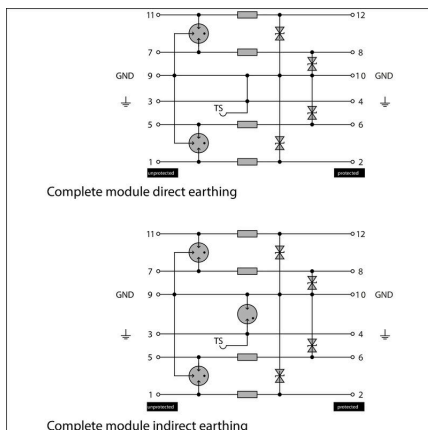 11 12
7 8
GND 9 10 GND
3 4
TS
5 6
1 2
unprotected protected
Complete module direct earthing
11 12
7 8
GND 9 10 GND
3 4
TS
5 6
1 2
unprotected protected
Complete module indirect earthing